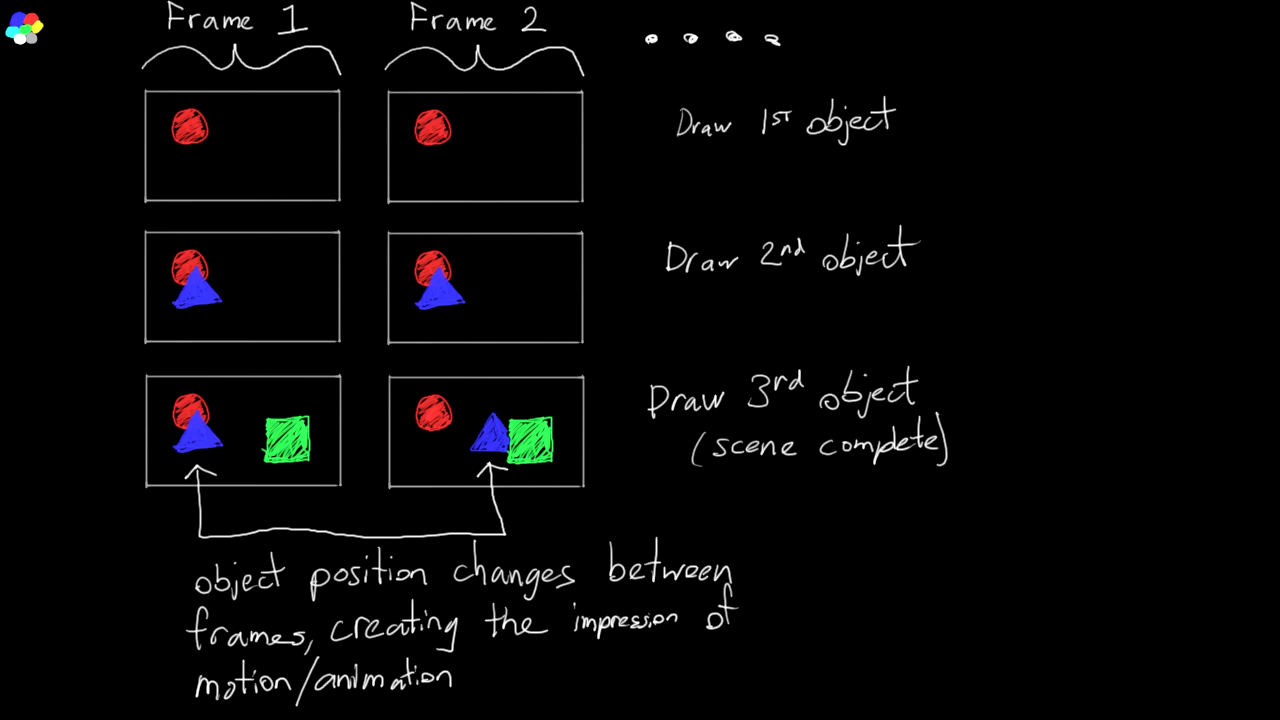 Frame 1 Frame 2
Draw 1st object
Draw 2nd object
Draw 3rd object
(scene complete)
object position changes between
frames, creating the impression of
motion/animation